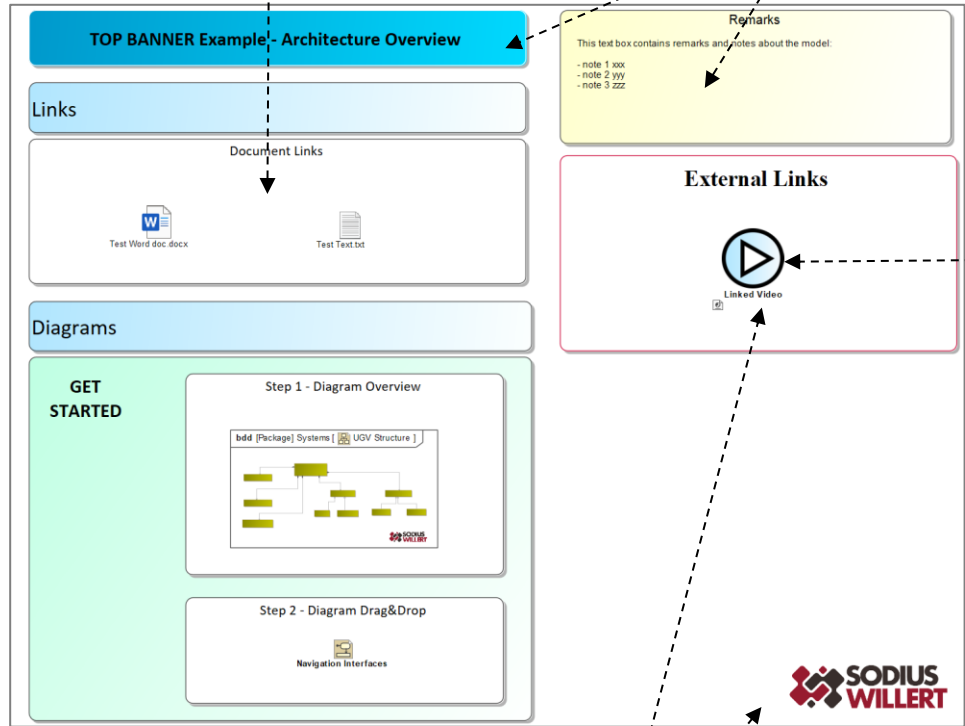 TOP BANNER Example - Architecture Overview
Links
Document Links
Test Word doc.docx
Test Text.txt
Diagrams
GET
STARTED
Step 1 - Diagram Overview
bdd [Package] Systems [ UGV Structure ]
SODIUS
WILLERT
Step 2 - Diagram Drag&Drop
Navigation Interfaces
Remarks
This text box contains remarks and notes about the model:
- note 1 xxx
- note 2 yyy
- note 3 zzz
External Links
Linked Video
SODIUS
WILLERT